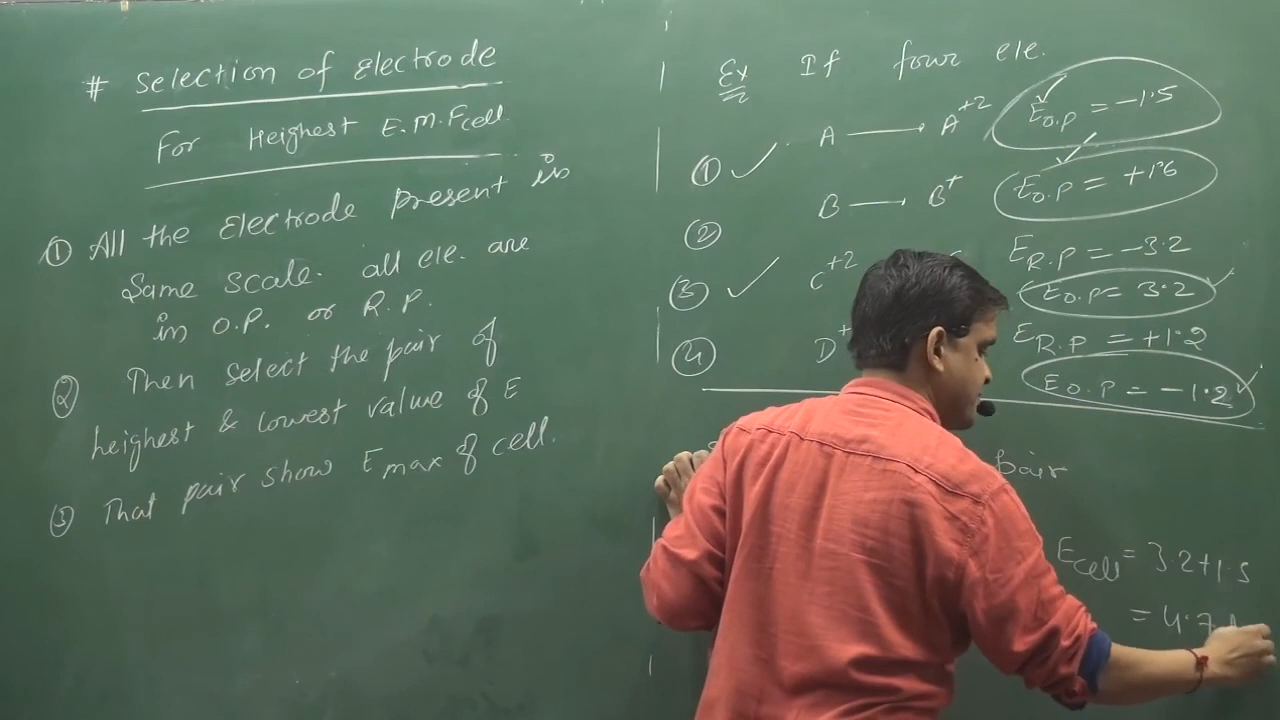 # Selection of Electrode
For Heighest E.M.Fcell.
① All the Electrode present in
Same scale. all ele. are
in O.P. or R.P.
② Then select the pair of
heighest & lowest value of E
③ That pair show Emax of cell.
Ex If four ele.
① ✓ A → A+2 E O.P = -1.5
② B → B+ E O.P = +1.6
③ ✓ C+2 E R.P = -3.2
E O.P = 3.2
④ D+ E R.P = +1.2
E O.P = -1.2
Pair
Ecell = 3.2+1.5
= 4.7